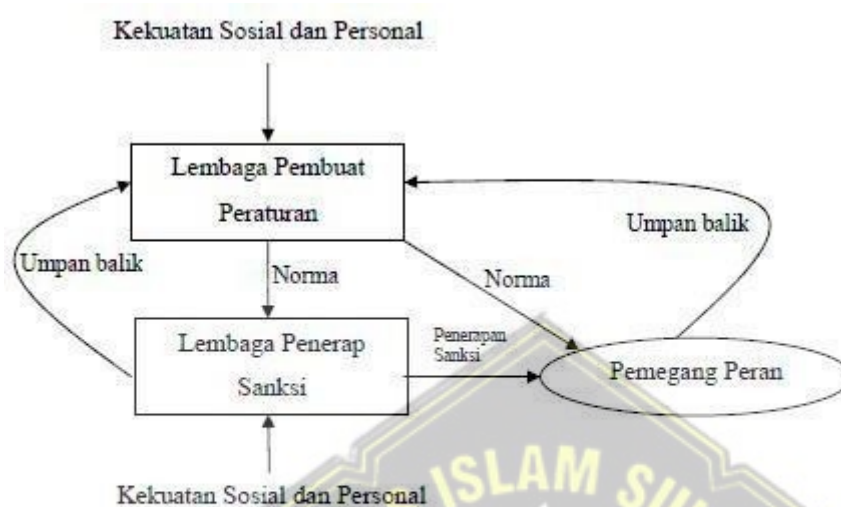 Kekuatan Sosial dan Personal
Lembaga Pembuat
Peraturan
Umpan balik
Umpan balik
Norma
Norma
Lembaga Penerap
Sanksi
Penerapan
Sanksi
Pemegang Peran
ISLAM
Kekuatan Sosial dan Personal